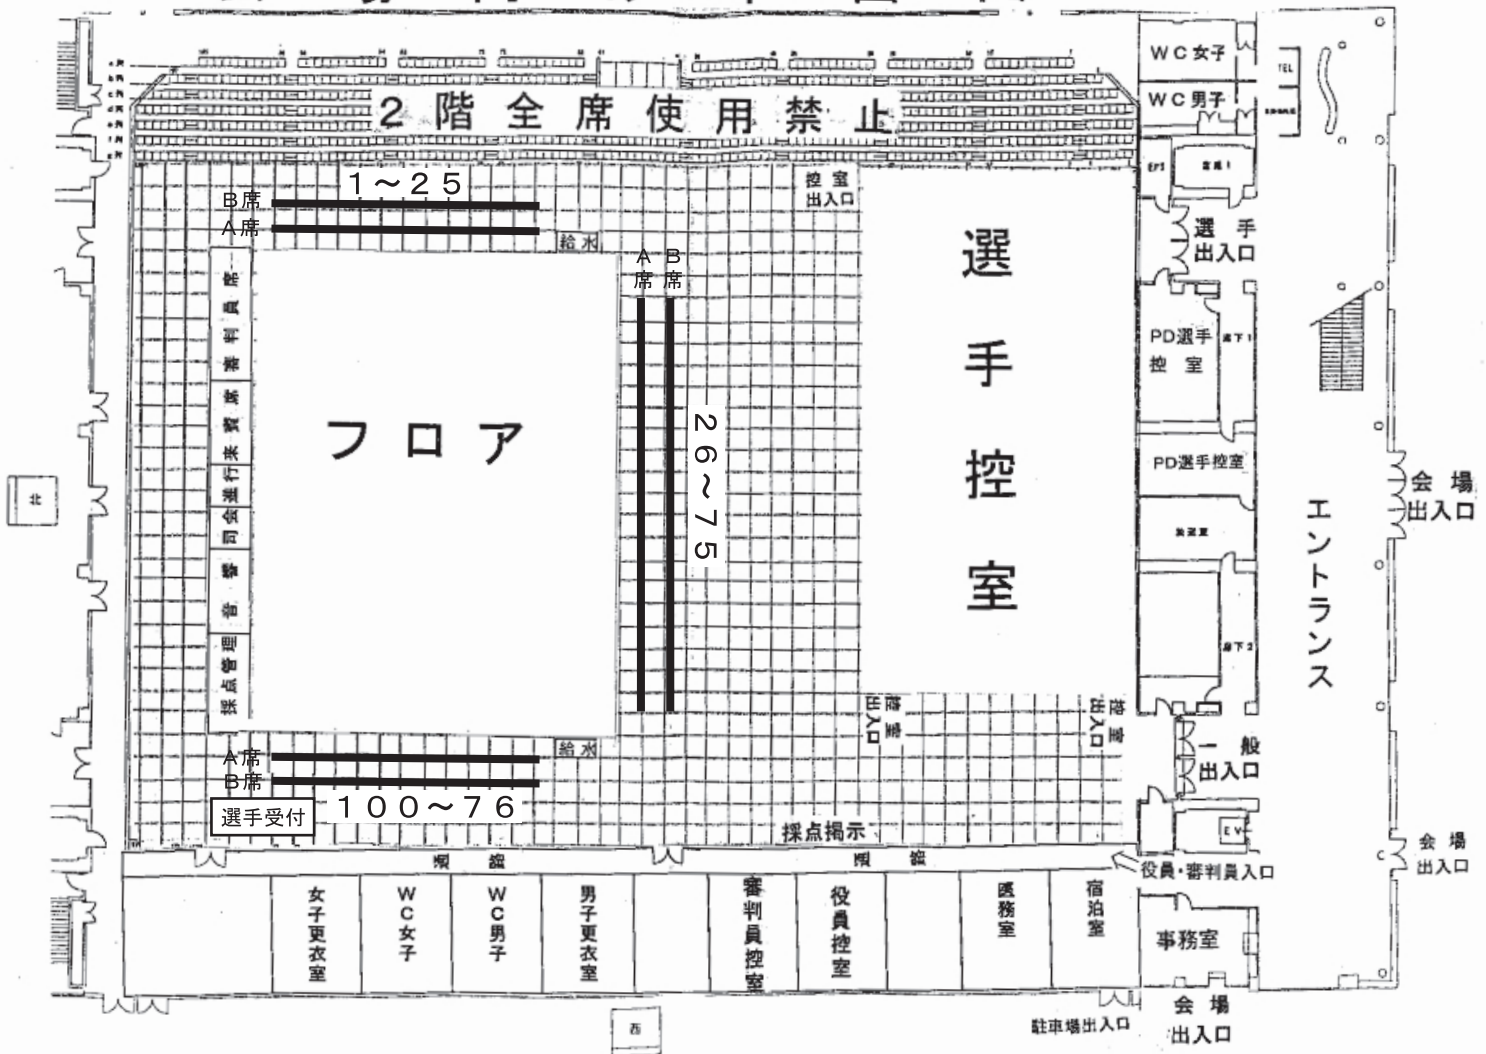 WC女子
TEL
WC男子
2階全席使用禁止
1～25
B席
A席
給水
控室
出入口
選手
出入口
A席
B席
審判員席
来賓席
司会進行
音響
採点管理
フロア
26～75
選手控室
PD選手
控室
廊下1
PD選手控室
放送室
廊下2
エントランス
会場
出入口
北
控室
出入口
控室
出入口
一般
出入口
A席
B席
給水
100～76
選手受付
採点掲示
EV
会場
出入口
役員・審判員入口
女子更衣室
WC女子
WC男子
男子更衣室
審判員控室
役員控室
医務室
宿泊室
事務室
西
駐車場出入口
会場
出入口